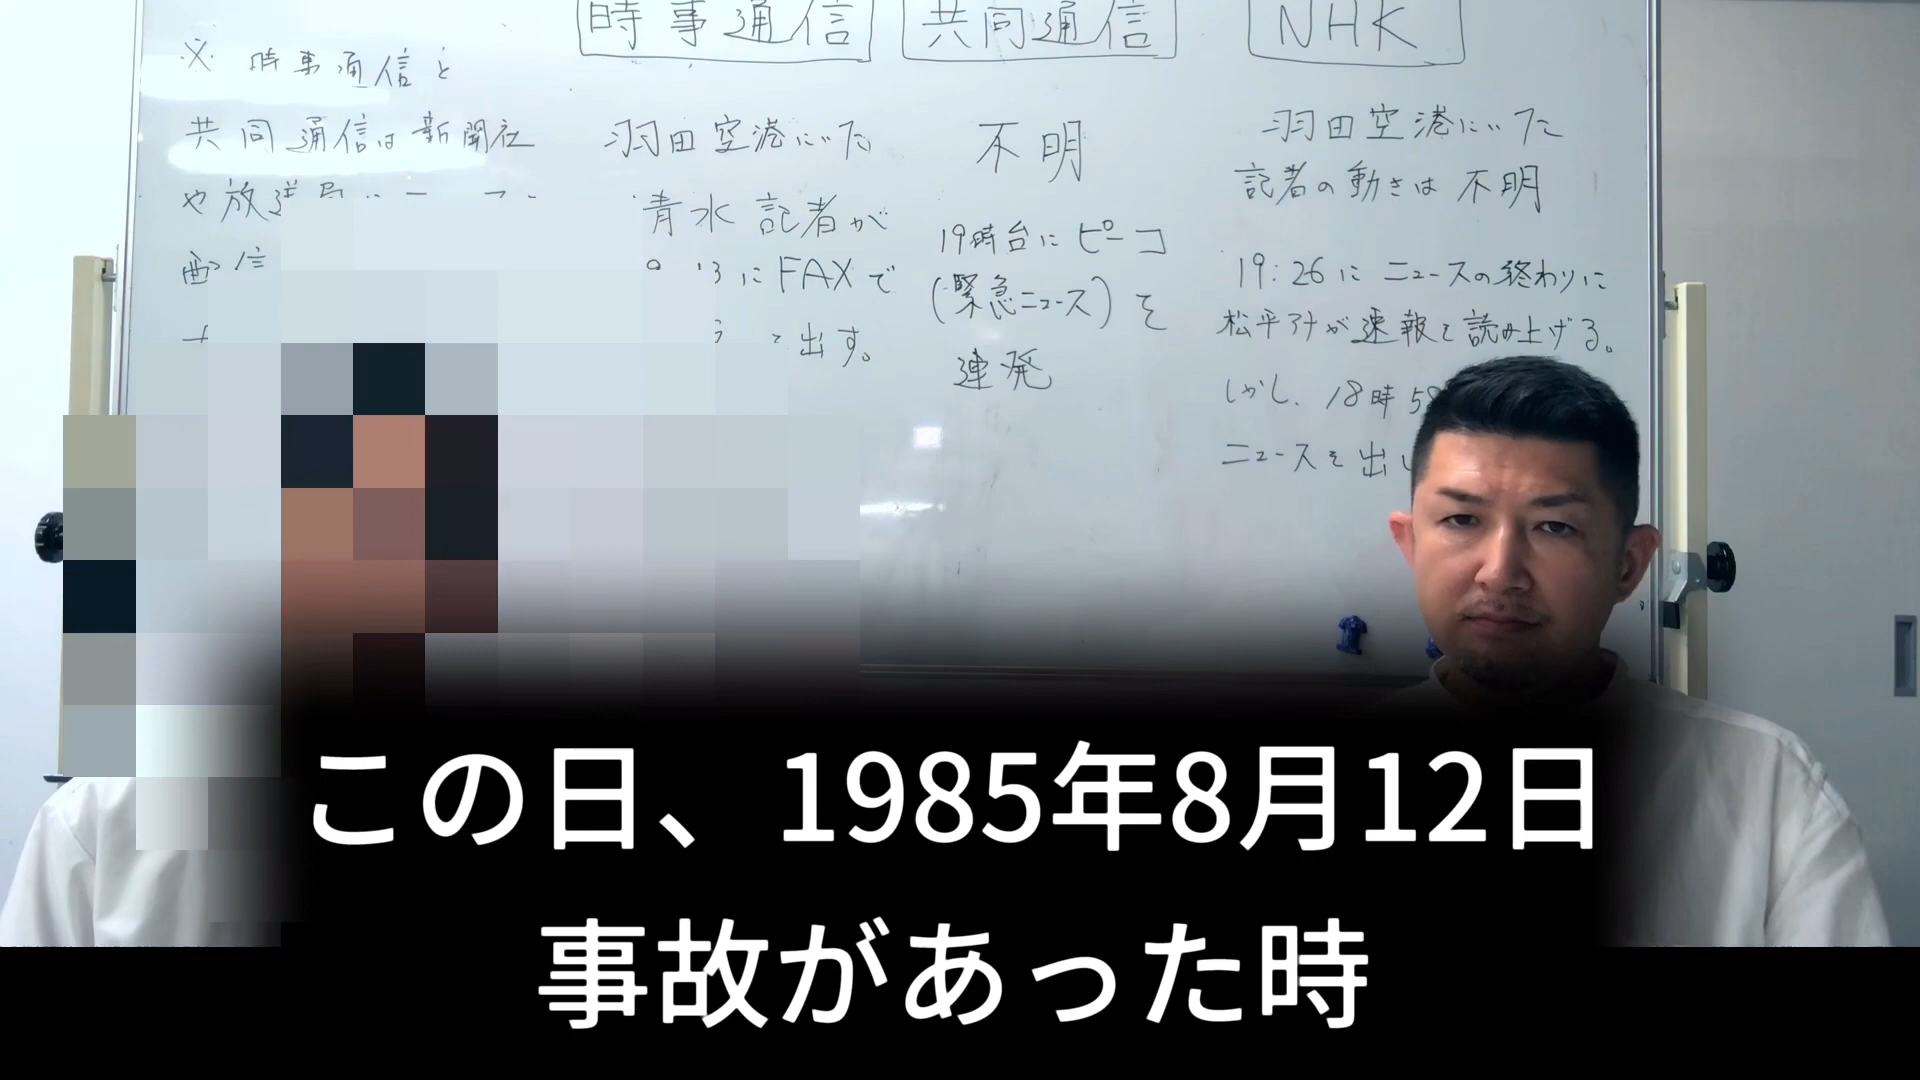 時事通信
共同通信
NHK
※ 時事通信と
共同通信は新聞社
や放送局
配信
羽田空港にいた
青水記者が
にFAXで
出す。
不明
19時台にピーコ
(緊急ニュース)を
連発
羽田空港にいた
記者の動きは不明
19:26にニュースの終わりに
松平アナが速報を読み上げる。
しかし、18時58
ニュースを出し
この日、1985年8月12日
事故があった時